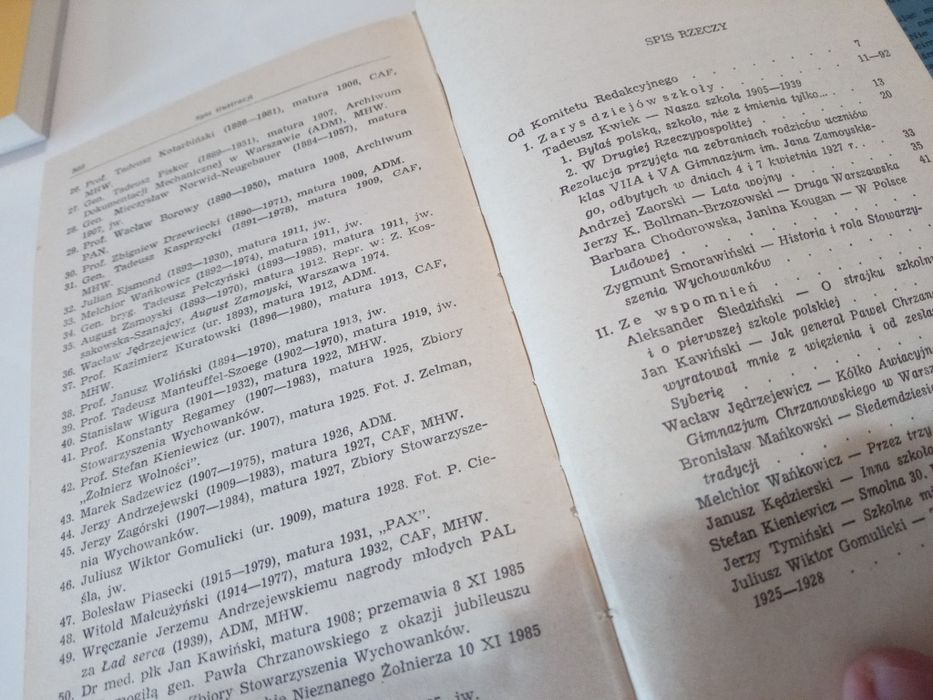 Spis ilustracji
26. Prof. Tadeusz Kotarbiński (1886—1981), matura 1906, CAF,
MHW.
27. Gen. Tadeusz Piskor (1889—1951), matura 1907, Archiwum
Dokumentacji Mechanicznej w Warszawie (ADM), MHW.
28. Gen. Mieczysław Norwid-Neugebauer (1884—1957), matura
1907, jw.
29. Prof. Wacław Borowy (1890—1950), matura 1908, Archiwum
PAN.
30. Prof. Zbigniew Drzewiecki (1890—1971), matura 1909, ADM.
31. Gen. Tadeusz Kasprzycki (1891—1978), matura 1909, CAF,
MHW.
32. Julian Ejsmond (1892—1930), matura 1911, jw.
33. Melchior Wańkowicz (1892—1974), matura 1911, jw.
34. Gen. bryg. Tadeusz Pełczyński (1893—1985), matura 1911, jw.
35. August Zamoyski (1893—1970), matura 1912. Repr. w: Z. Kos-
sakowska-Szanajcy, August Zamoyski, Warszawa 1974.
36. Wacław Jędrzejewicz (ur. 1893), matura 1912, ADM.
37. Prof. Kazimierz Kuratowski (1896—1980), matura 1913, CAF,
MHW.
38. Prof. Janusz Woliński (1894—1970), matura 1913, jw.
39. Prof. Tadeusz Manteuffel-Szoege (1902—1970), matura 1919, jw.
40. Stanisław Wigura (1901—1932), matura 1922, MHW.
41. Prof. Konstanty Regamey (1907—1983), matura 1925, Zbiory
Stowarzyszenia Wychowanków.
42. Prof. Stefan Kieniewicz (ur. 1907), matura 1925. Fot. J. Zelman,
„Żołnierz Wolności”.
43. Marek Sadzewicz (1907—1975), matura 1926, ADM.
44. Jerzy Andrzejewski (1909—1983), matura 1927, CAF, MHW.
45. Jerzy Zagórski (1907—1984), matura 1927, Zbiory Stowarzysze-
nia Wychowanków.
46. Juliusz Wiktor Gomulicki (ur. 1909), matura 1928. Fot. P. Cie-
śla, jw.
47. Bolesław Piasecki (1915—1979), matura 1931, „PAX”.
48. Witold Małcużyński (1914—1977), matura 1932, CAF, MHW.
49. Wręczanie Jerzemu Andrzejewskiemu nagrody młodych PAL
za Ład serca (1939), ADM, MHW.
50. Dr med. płk Jan Kawiński, matura 1908; przemawia 8 XI 1985
mogiłą gen. Pawła Chrzanowskiego z okazji jubileuszu
Zbiory Stowarzyszenia Wychowanków.
Nieznanego Żołnierza 10 XI 1985
jw.
SPIS RZECZY
Od Komitetu Redakcyjnego . . . . . . 7
I. Zarys dziejów szkoły . . . . . 11—92
Tadeusz Kwiek — Nasza szkoła 1905—1939
1. Byłaś polską, szkoło, nie z imienia tylko... . . 13
2. W Drugiej Rzeczypospolitej . . . . . 20
Rezolucja przyjęta na zebraniach rodziców uczniów
klas VIIA i VA Gimnazjum im. Jana Zamoyskie-
go, odbytych w dniach 4 i 7 kwietnia 1927 r. . . 33
Andrzej Zaorski — Lata wojny . . . . 35
Jerzy K. Bollman-Brzozowski — Druga Warszawska 41
Barbara Chodorowska, Janina Kougan — W Polsce
Ludowej . . . . . . .
Zygmunt Smorawiński — Historia i rola Stowarzy-
szenia Wychowanków . . . . .
II. Ze wspomnień . . . . .
Aleksander Śledziński — O strajku szkolny
i o pierwszej szkole polskiej . . . .
Jan Kawiński — Jak generał Paweł Chrzano
wyratował mnie z więzienia i od zesła
Syberię . . . . . .
Wacław Jędrzejewicz — Kółko Awiacyjne
Gimnazjum Chrzanowskiego w Warsz
Bronisław Mańkowski — Siedemdziesi
tradycji . . . . .
Melchior Wańkowicz — Przez trzy
Janusz Kędzierski — Inna szkoła
Stefan Kieniewicz — Smolna 30.
Jerzy Tymiński — Szkolne
Juliusz Wiktor Gomulicki —
1925—1928 . . .